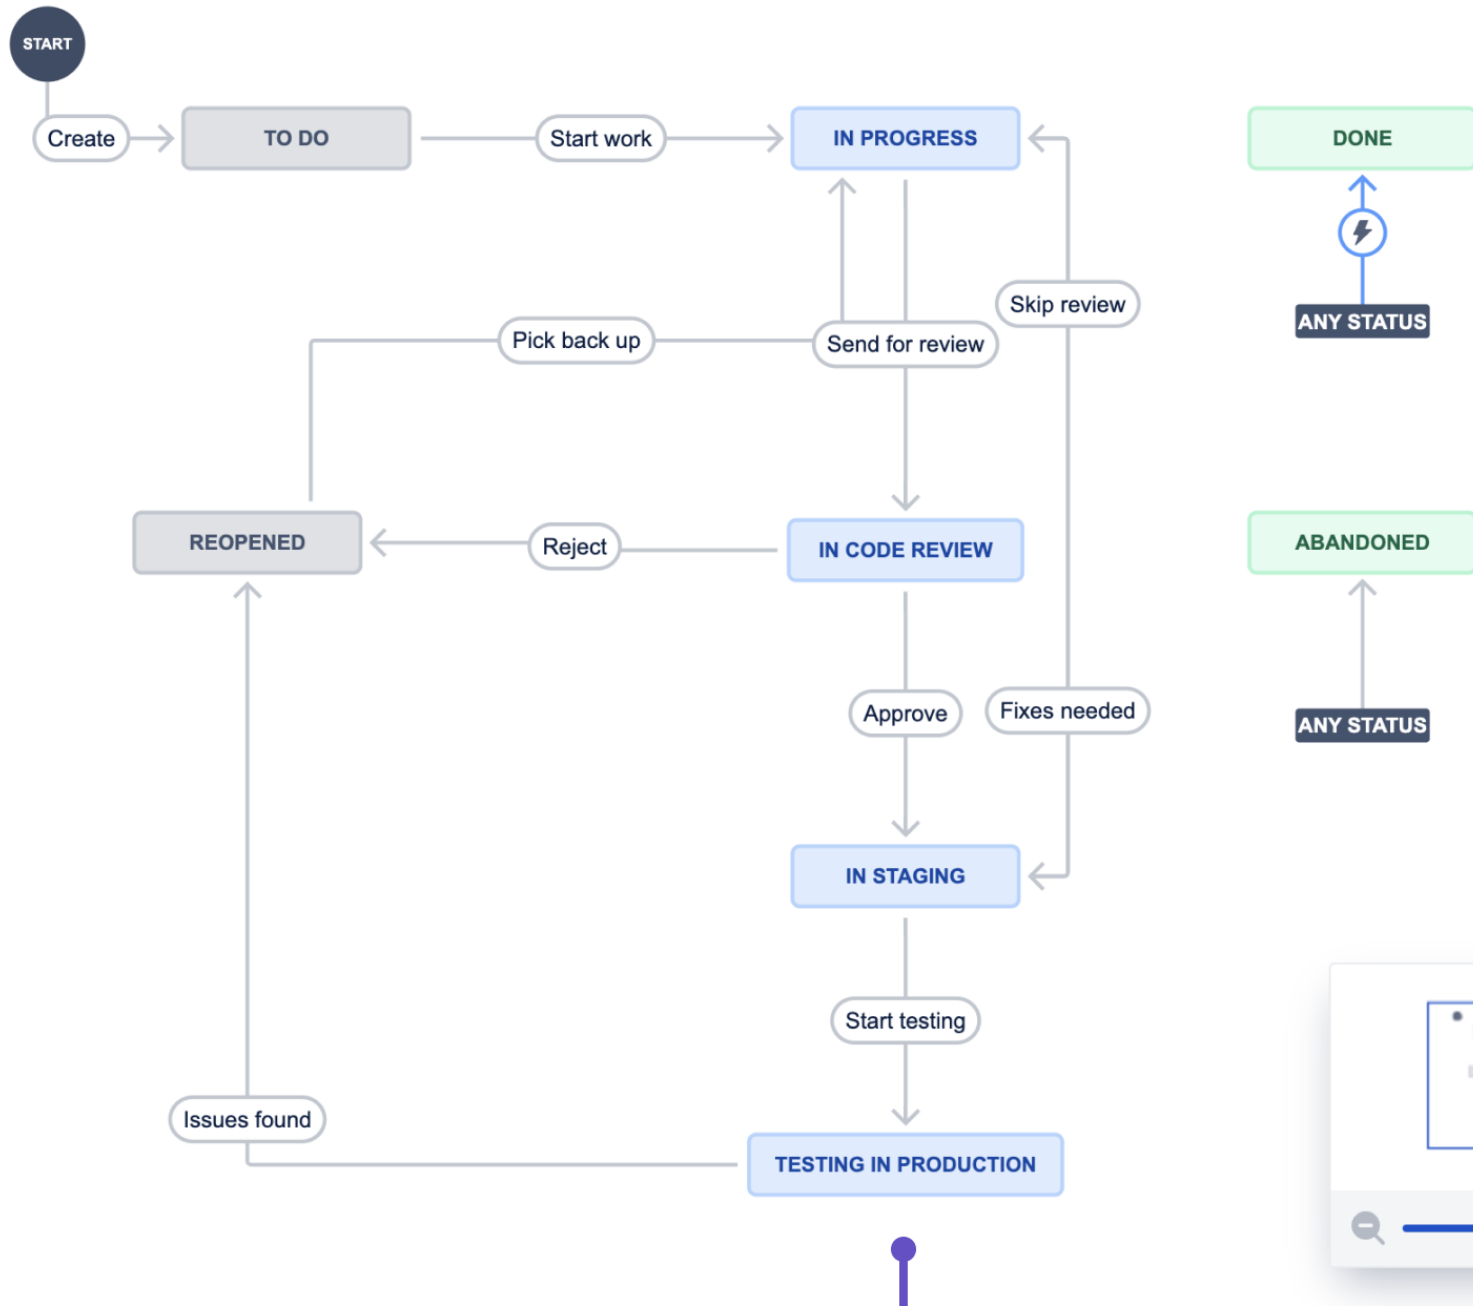 START
Create
TO DO
Start work
IN PROGRESS
DONE
Skip review
ANY STATUS
Pick back up
Send for review
REOPENED
Reject
IN CODE REVIEW
ABANDONED
Approve
Fixes needed
ANY STATUS
IN STAGING
Start testing
Issues found
TESTING IN PRODUCTION